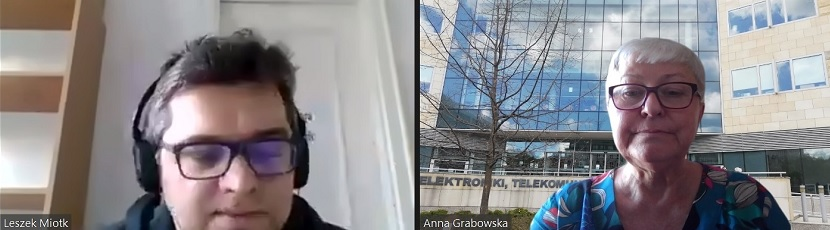 ELEKTRONIKI, TELEKOM
Leszek Miotk
Anna Grabowska